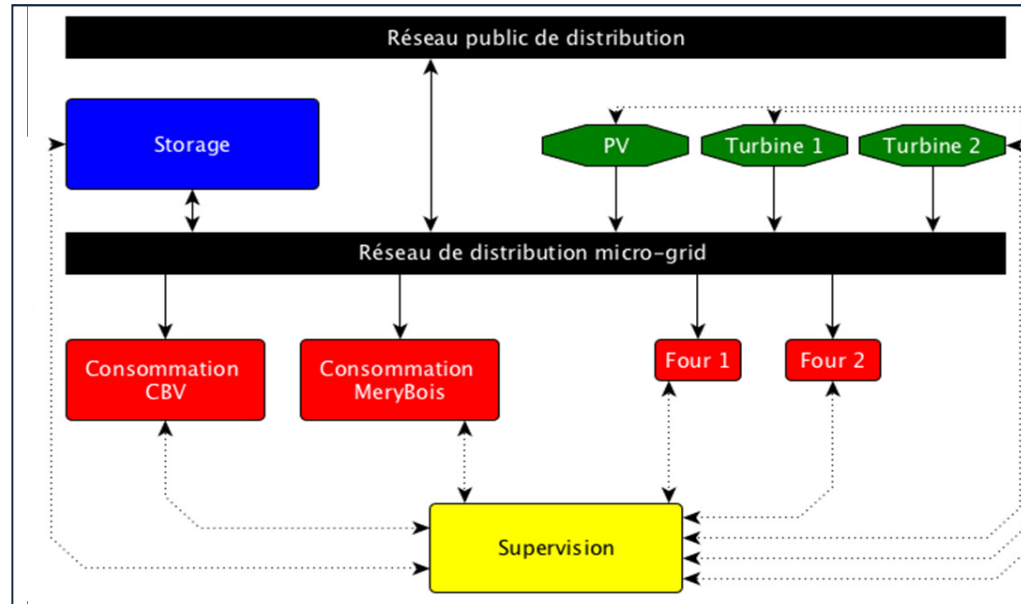 Réseau public de distribution
Storage
PV
Turbine 1
Turbine 2
Réseau de distribution micro-grid
Consommation
CBV
Consommation
MeryBois
Four 1
Four 2
Supervision